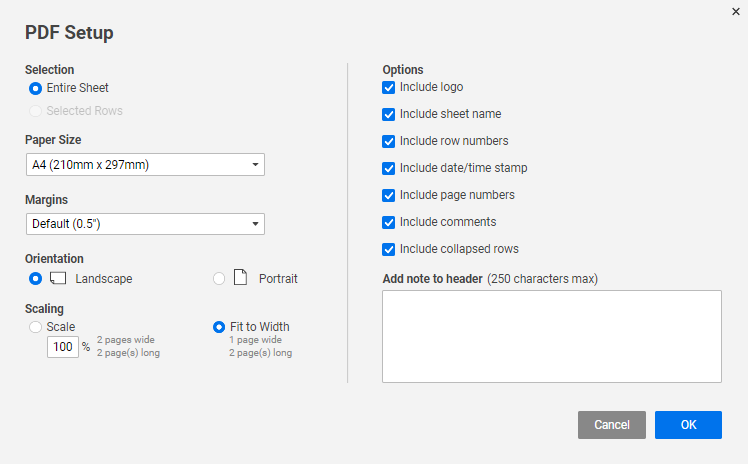 PDF Setup
Selection
Entire Sheet
Selected Rows
Paper Size
A4 (210mm x 297mm)
Margins
Default (0.5")
Orientation
Landscape
Portrait
Scaling
Scale
100 %
2 pages wide
2 page(s) long
Fit to Width
1 page wide
2 page(s) long
Options
Include logo
Include sheet name
Include row numbers
Include date/time stamp
Include page numbers
Include comments
Include collapsed rows
Add note to header (250 characters max)
Cancel
OK